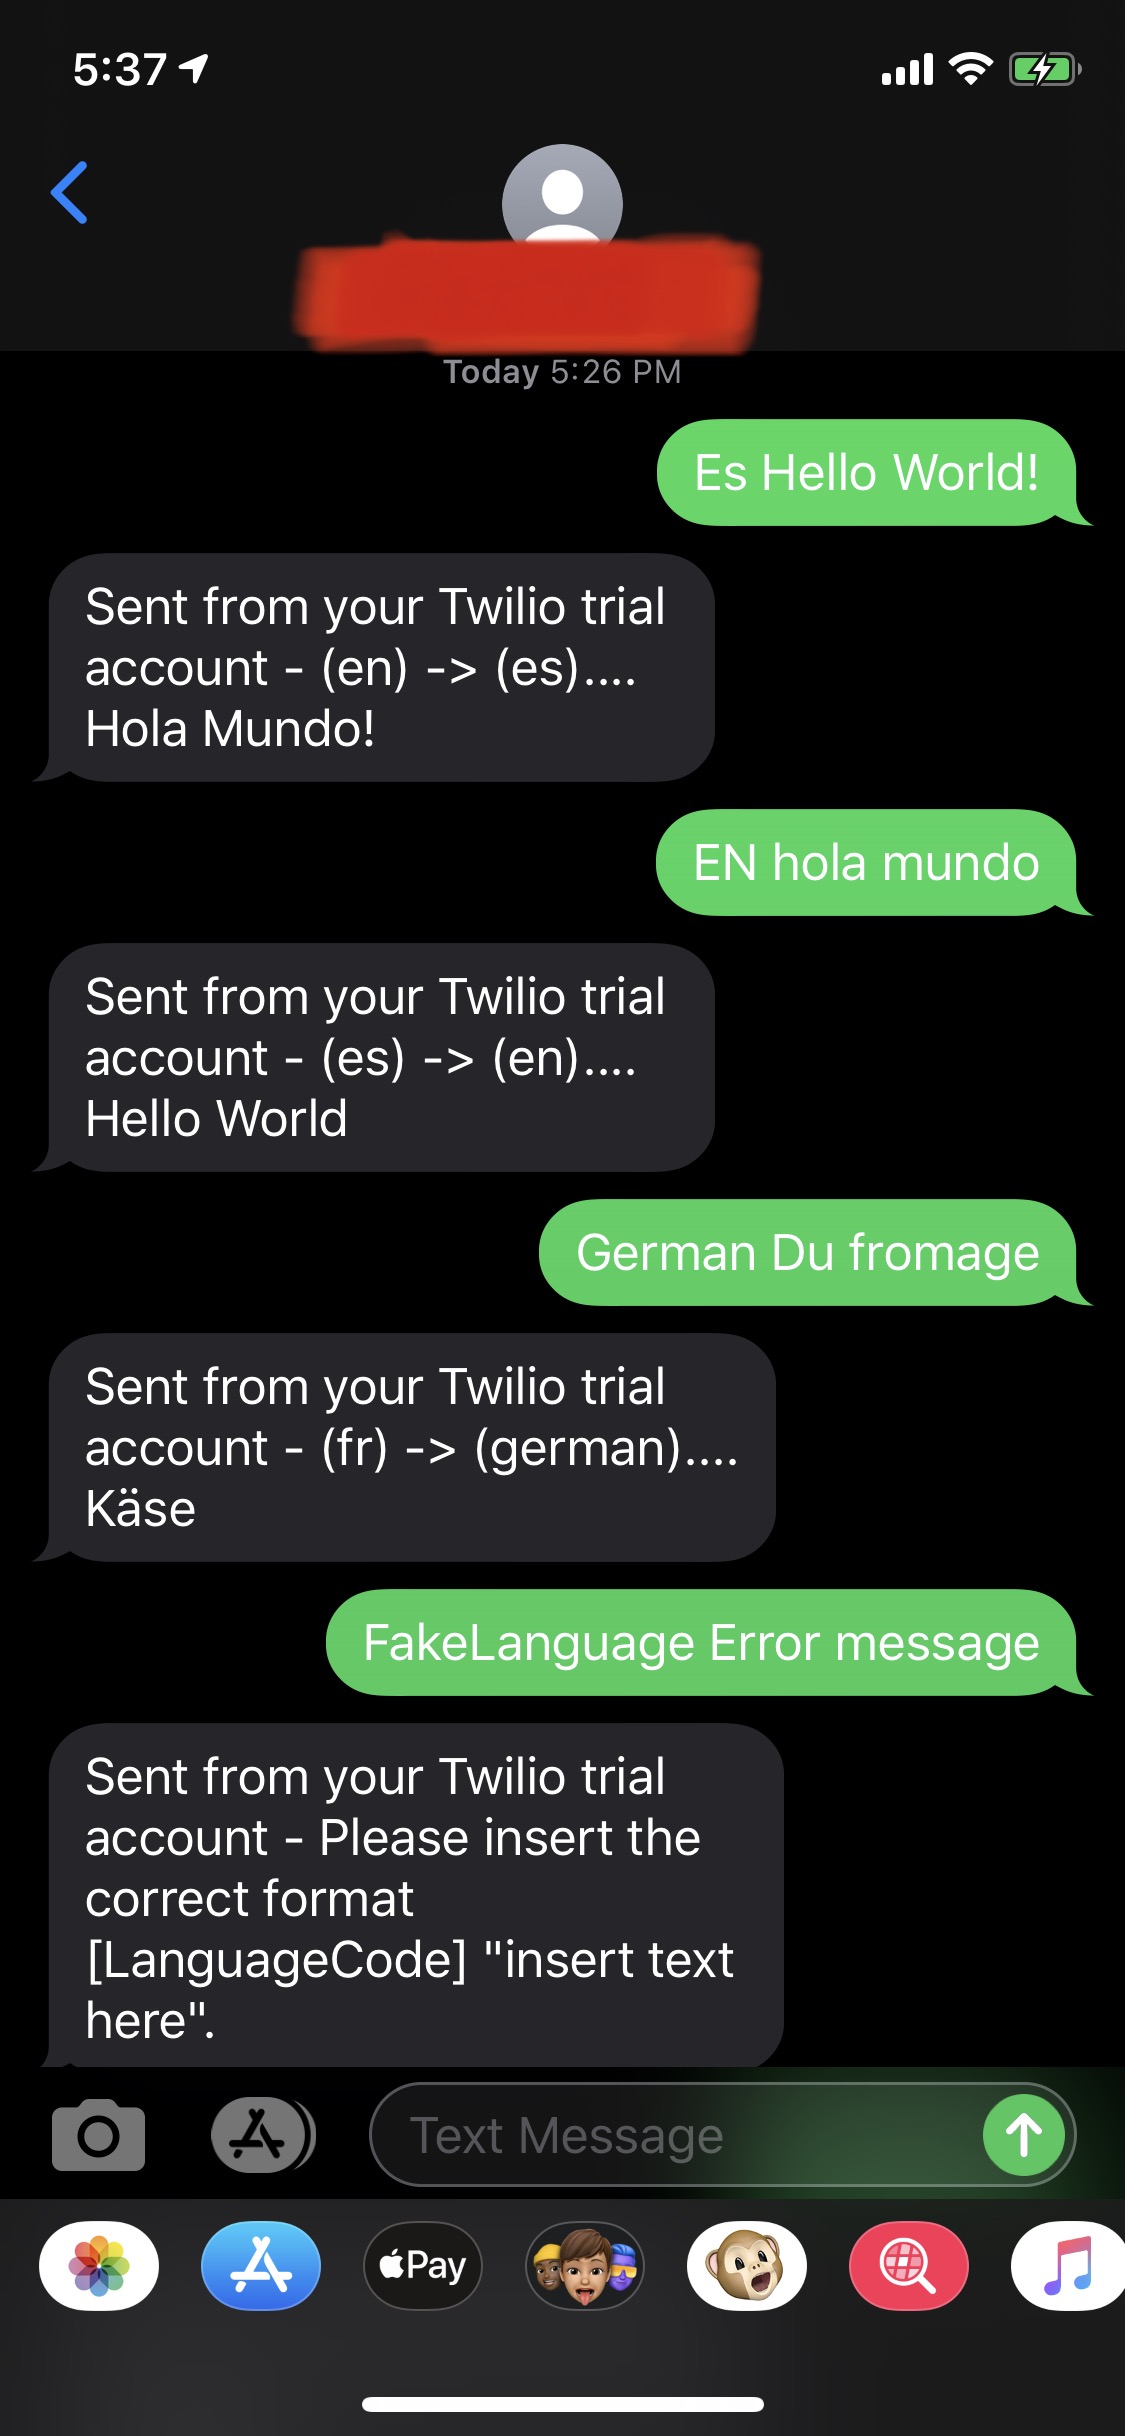 5:37
Today 5:26 PM
Es Hello World!
Sent from your Twilio trial
account - (en) -> (es)....
Hola Mundo!
EN hola mundo
Sent from your Twilio trial
account - (es) -> (en)....
Hello World
German Du fromage
Sent from your Twilio trial
account - (fr) -> (german)....
Käse
FakeLanguage Error message
Sent from your Twilio trial
account - Please insert the
correct format
[LanguageCode] "insert text
here".
Text Message
Pay